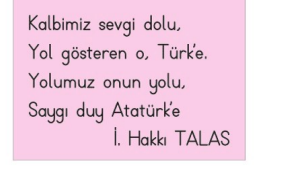 Kalbimiz sevgi dolu,
Yol gösteren o, Türk'e.
Yolumuz onun yolu,
Saygı duy Atatürk'e
İ. Hakkı TALAS